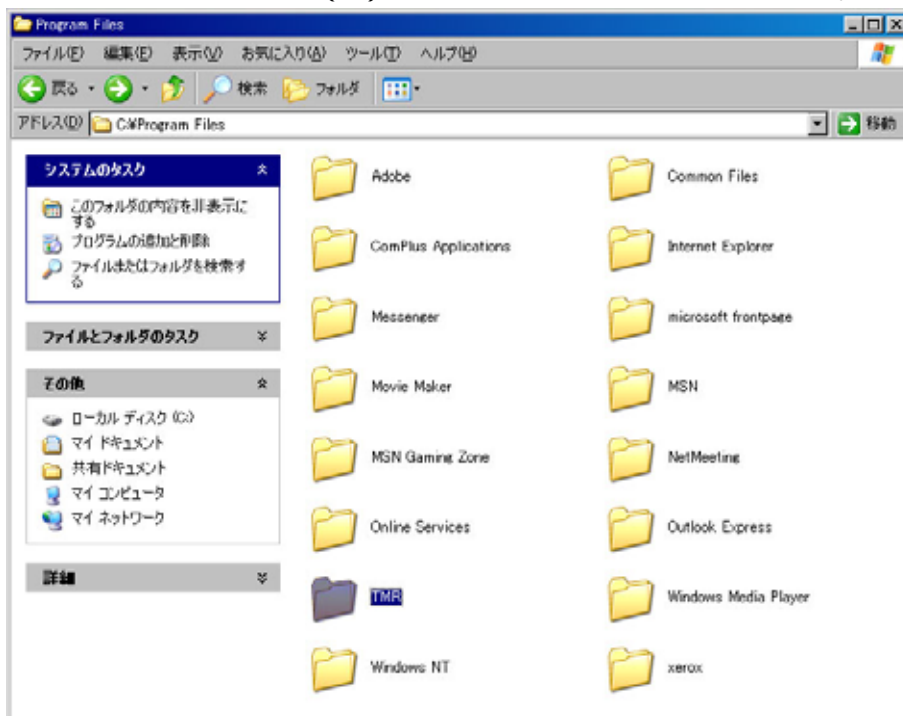 Program Files
ファイル(F) 編集(E) 表示(V) お気に入り(A) ツール(T) ヘルプ(H)
戻る 検索 フォルダ
アドレス(D) C:¥Program Files 移動
システムのタスク
このフォルダの内容を非表示に
する
プログラムの追加と削除
ファイルまたはフォルダを検索す
る
ファイルとフォルダのタスク
その他
ローカル ディスク (C:)
マイ ドキュメント
共有ドキュメント
マイ コンピュータ
マイ ネットワーク
詳細
Adobe Common Files
ComPlus Applications Internet Explorer
Messenger microsoft frontpage
Movie Maker MSN
MSN Gaming Zone NetMeeting
Online Services Outlook Express
TMR Windows Media Player
Windows NT xerox